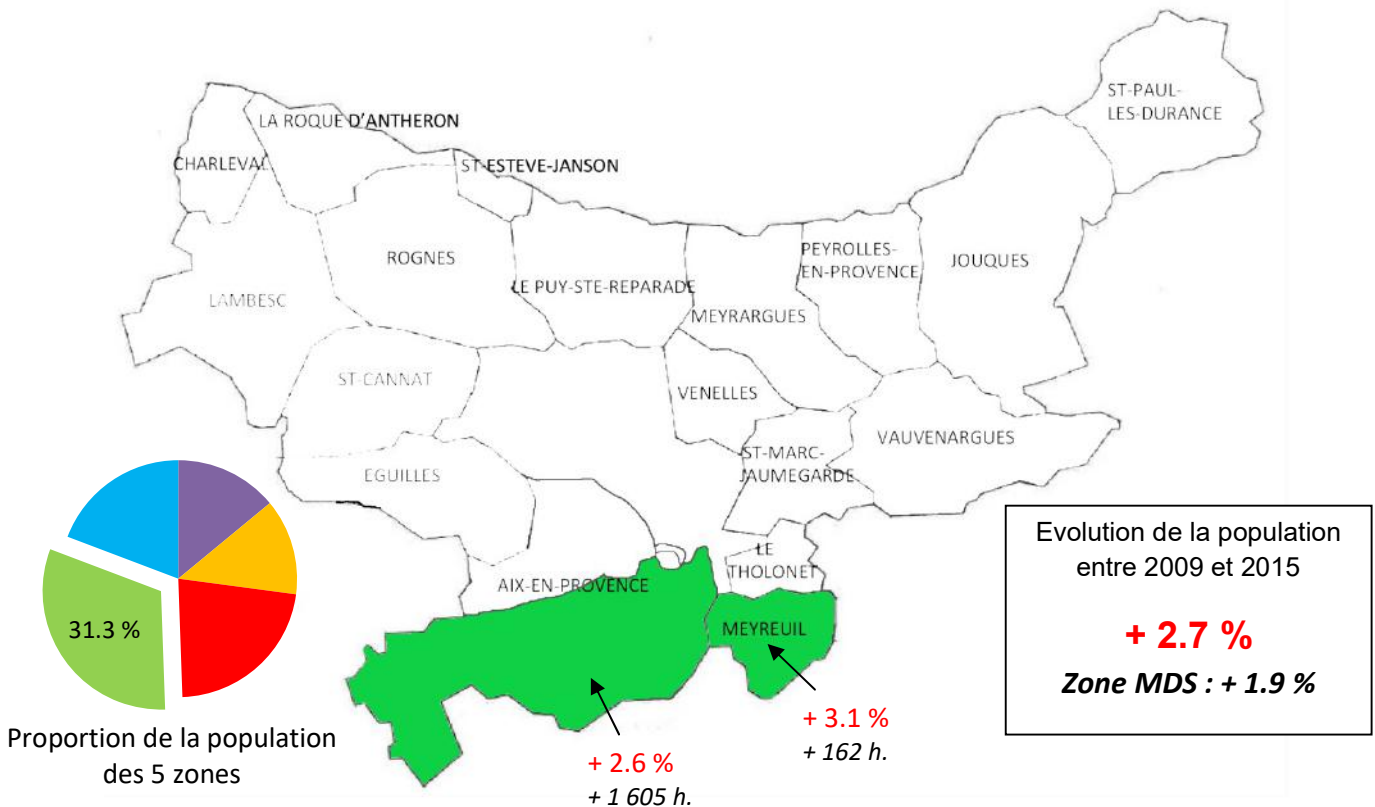 ST-PAUL-
LES-DURANCE
LA ROQUE D'ANTHERON
CHARLEVAL
ST-ESTEVE-JANSON
PEYROLLES-
EN-PROVENCE
ROGNES
JOUQUES
LE PUY-STE-REPARADE
LAMBESC
MEYRARGUES
ST-CANNAT
VENELLES
VAUVENARGUES
ST-MARC-
JAUMEGARDE
EGUILLES
LE
THOLONET
AIX-EN-PROVENCE
MEYREUIL
31.3 %
Proportion de la population
des 5 zones
+ 2.6 %
+ 1 605 h.
+ 3.1 %
+ 162 h.
Evolution de la population
entre 2009 et 2015
+ 2.7 %
Zone MDS : + 1.9 %